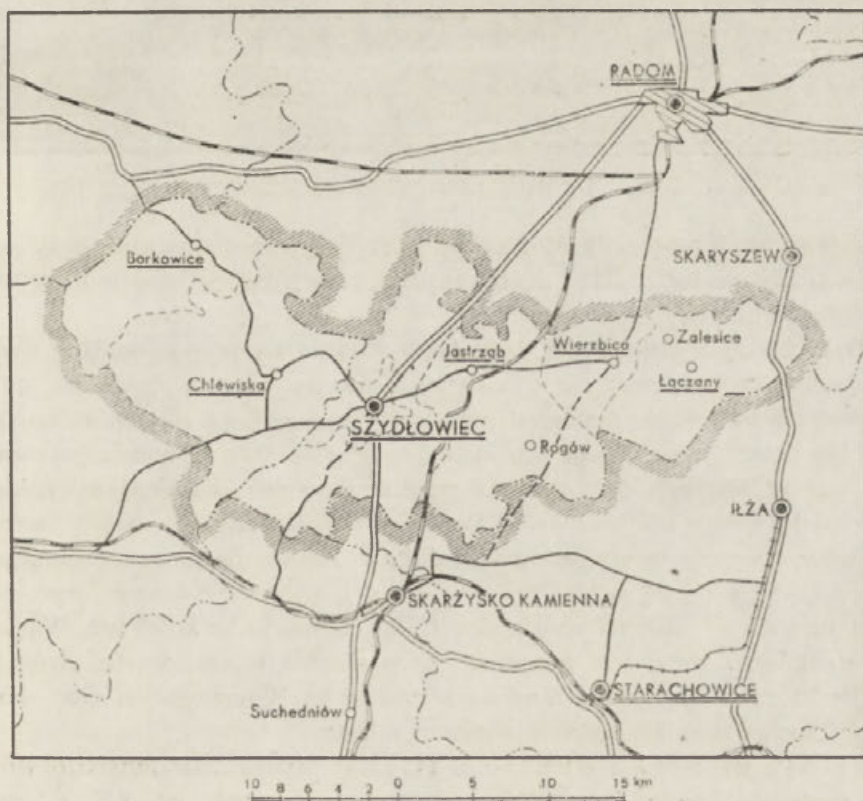 RADOM
SKARYSZEW
Borkowice
Zalesice
Jastrząb
Wierzbica
Łączany
Chlewiska
SZYDŁOWIEC
Rogów
IŁŻA
SKARŻYSKO KAMIENNA
STARACHOWICE
Suchedniów
10 8 6 4 2 0 5 10 15 km